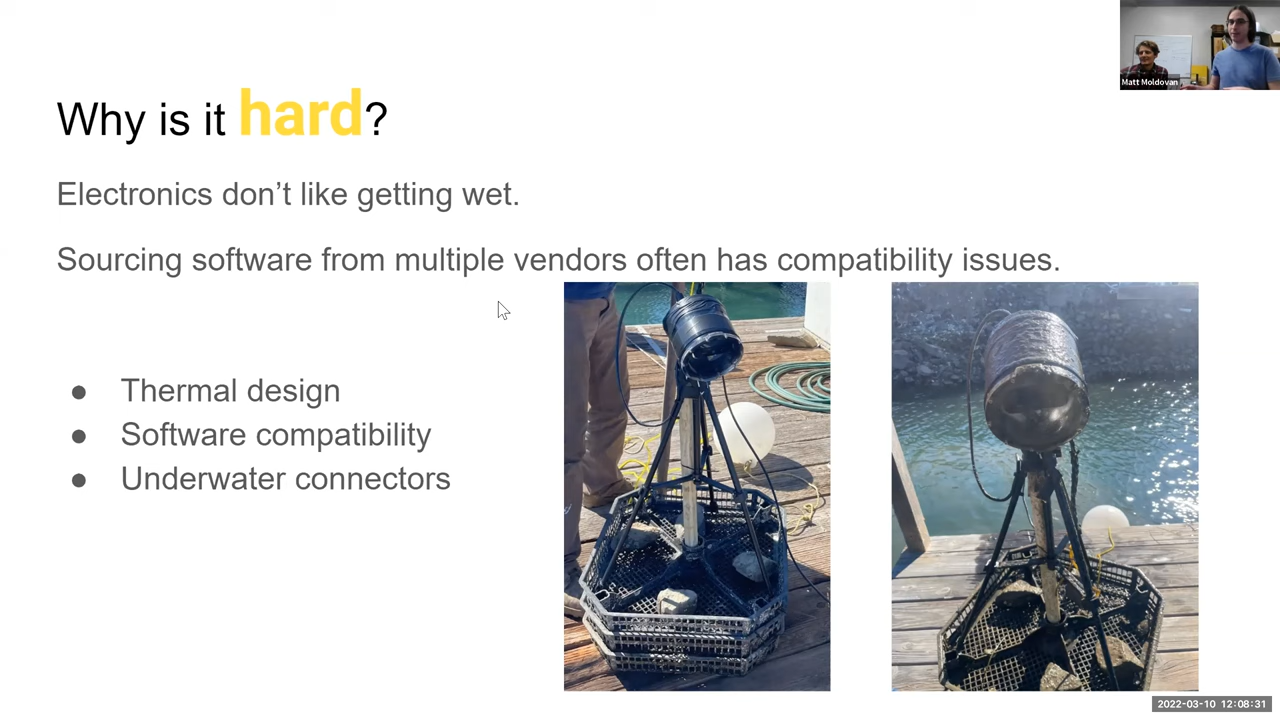 Matt Moldovan
Why is it hard?
Electronics don't like getting wet.
Sourcing software from multiple vendors often has compatibility issues.
● Thermal design
● Software compatibility
● Underwater connectors
2022-03-10 12:08:31